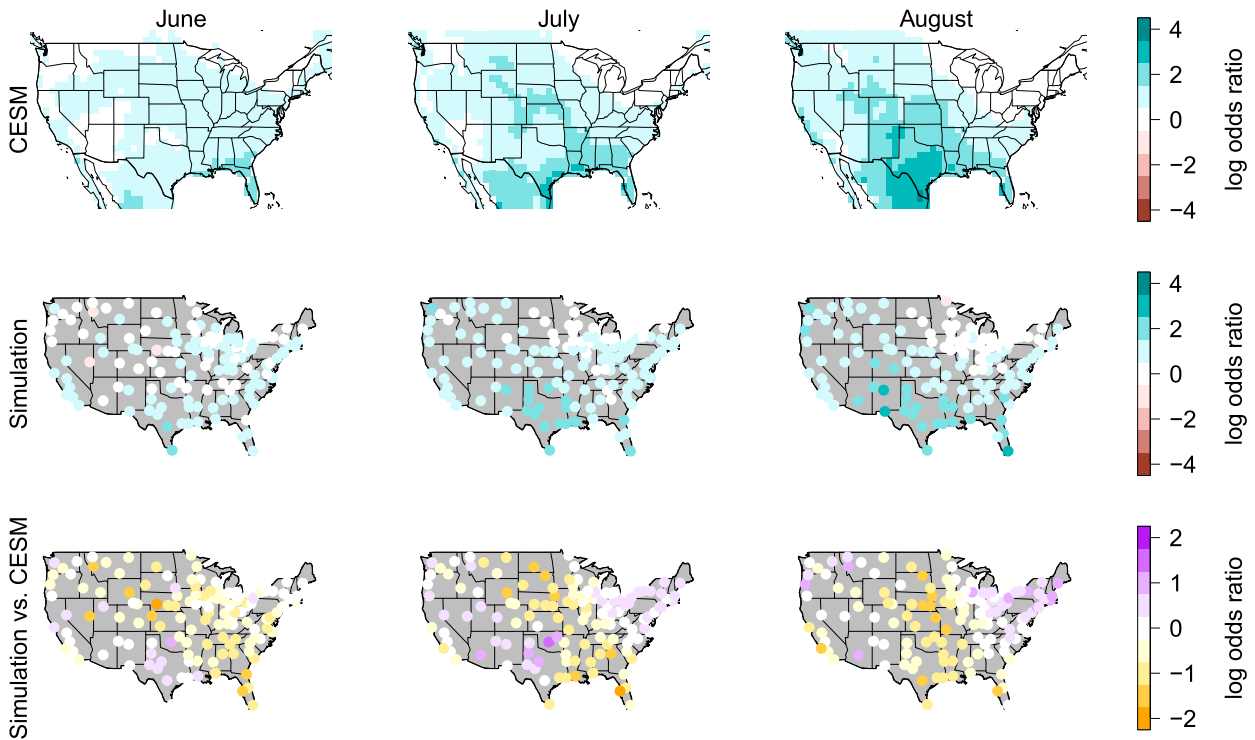 June
July
August
CESM
4
2
0
−2
−4
log odds ratio
Simulation
4
2
0
−2
−4
log odds ratio
Simulation vs. CESM
2
1
0
−1
−2
log odds ratio